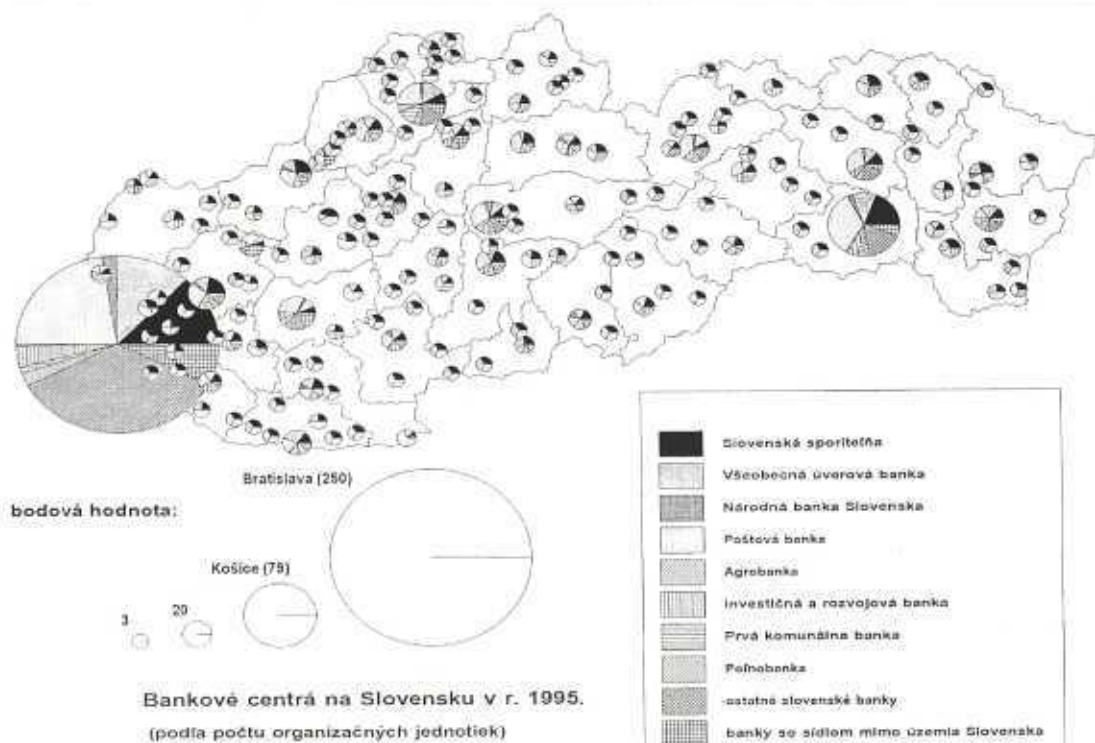 Bratislava (250)
bodová hodnota:
Košice (79)
20
3
Bankové centrá na Slovensku v r. 1995.
(podľa počtu organizačných jednotiek)
Slovenská sporiteľňa
Všeobecná úverová banka
Národná banka Slovenska
Poštová banka
Agrobanka
Investičná a rozvojová banka
Prvá komunálna banka
Poľnobanka
ostatné slovenské banky
banky so sídlom mimo územia Slovenska